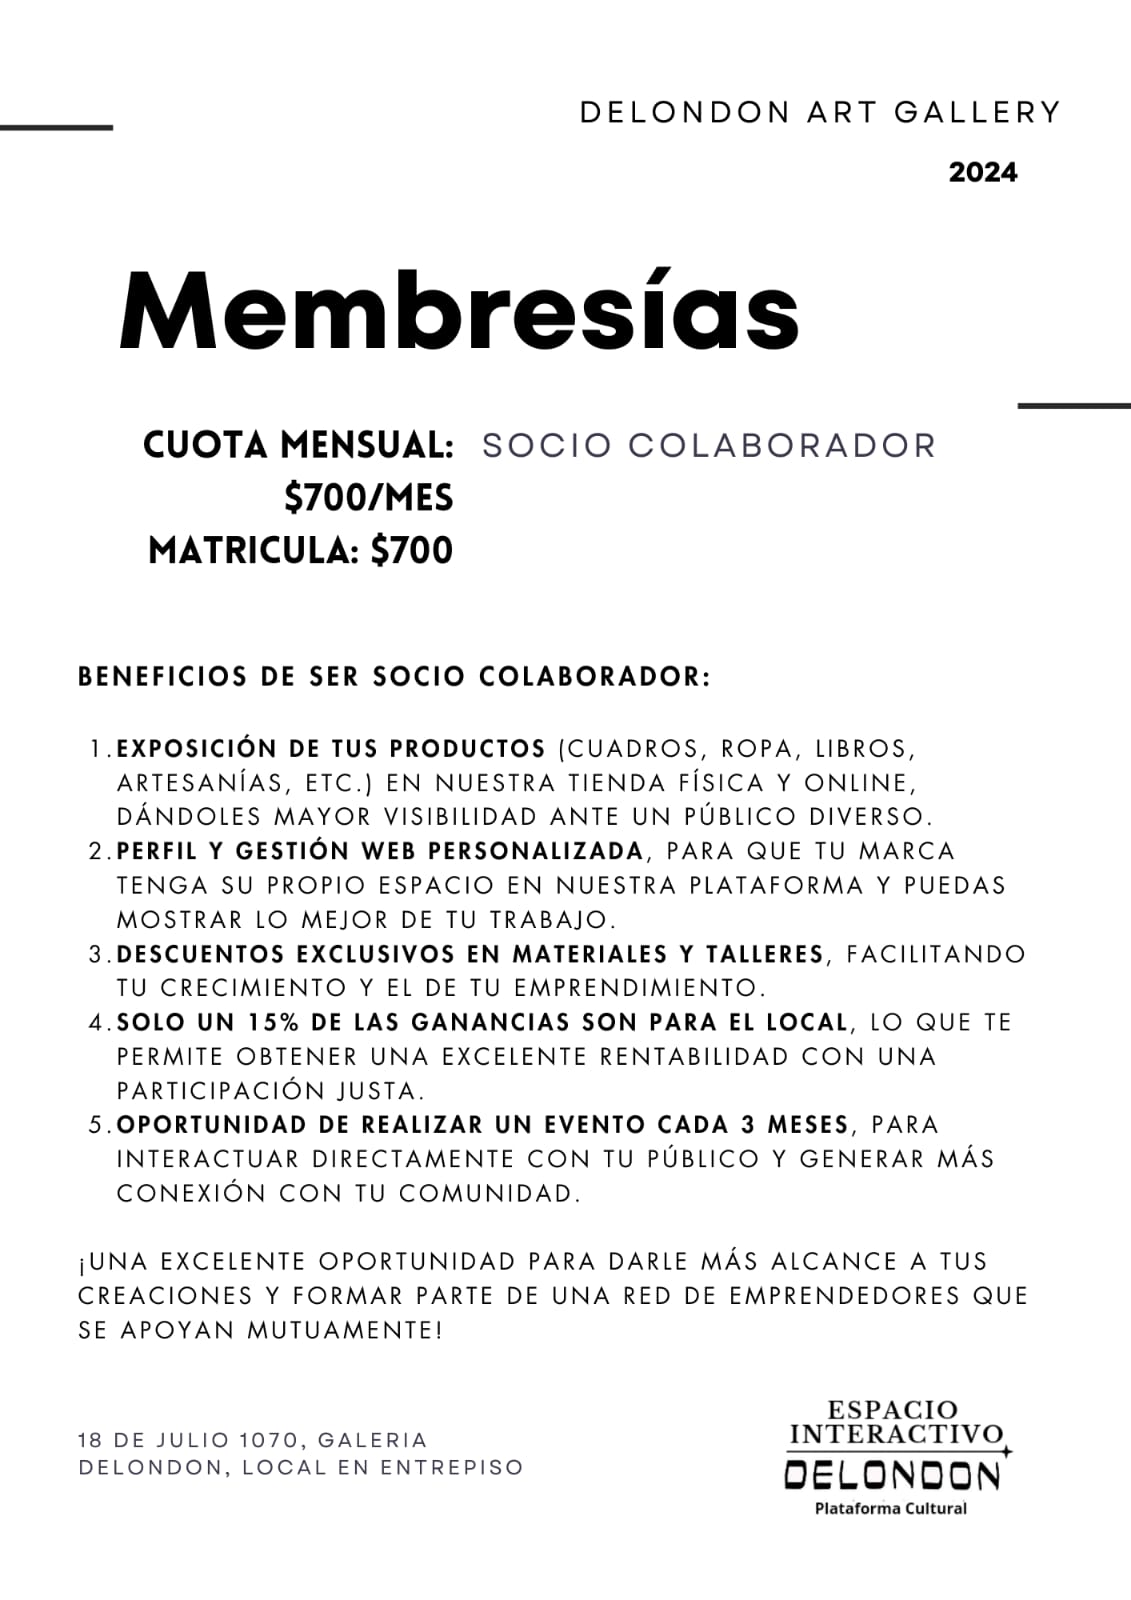 DELONDON ART GALLERY
2024
Membresías
CUOTA MENSUAL: SOCIO COLABORADOR
$700/MES
MATRICULA: $700
BENEFICIOS DE SER SOCIO COLABORADOR:
1. EXPOSICIÓN DE TUS PRODUCTOS (CUADROS, ROPA, LIBROS,
ARTESANÍAS, ETC.) EN NUESTRA TIENDA FÍSICA Y ONLINE,
DÁNDOLES MAYOR VISIBILIDAD ANTE UN PÚBLICO DIVERSO.
2. PERFIL Y GESTIÓN WEB PERSONALIZADA, PARA QUE TU MARCA
TENGA SU PROPIO ESPACIO EN NUESTRA PLATAFORMA Y PUEDAS
MOSTRAR LO MEJOR DE TU TRABAJO.
3. DESCUENTOS EXCLUSIVOS EN MATERIALES Y TALLERES, FACILITANDO
TU CRECIMIENTO Y EL DE TU EMPRENDIMIENTO.
4. SOLO UN 15% DE LAS GANANCIAS SON PARA EL LOCAL, LO QUE TE
PERMITE OBTENER UNA EXCELENTE RENTABILIDAD CON UNA
PARTICIPACIÓN JUSTA.
5. OPORTUNIDAD DE REALIZAR UN EVENTO CADA 3 MESES, PARA
INTERACTUAR DIRECTAMENTE CON TU PÚBLICO Y GENERAR MÁS
CONEXIÓN CON TU COMUNIDAD.
¡UNA EXCELENTE OPORTUNIDAD PARA DARLE MÁS ALCANCE A TUS
CREACIONES Y FORMAR PARTE DE UNA RED DE EMPRENDEDORES QUE
SE APOYAN MUTUAMENTE!
18 DE JULIO 1070, GALERIA
DELONDON, LOCAL EN ENTREPISO
ESPACIO
INTERACTIVO
DELONDON
Plataforma Cultural